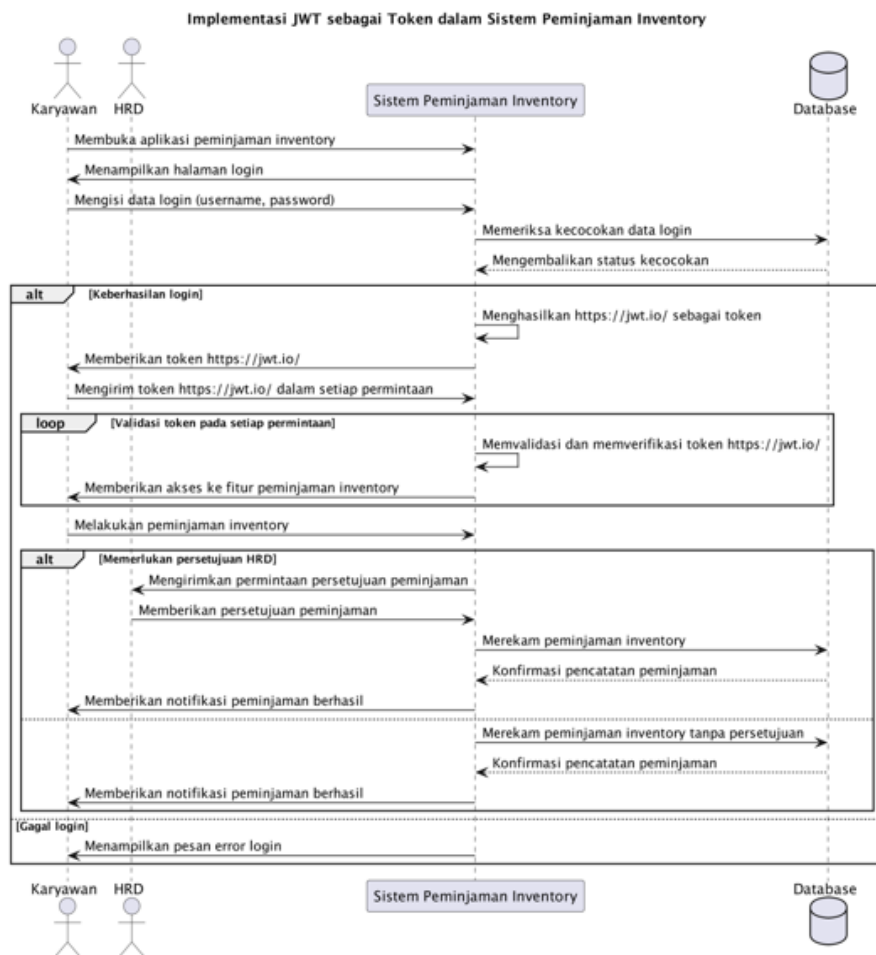 Implementasi JWT sebagai Token dalam Sistem Peminjaman Inventory
Karyawan HRD Sistem Peminjaman Inventory Database
Membuka aplikasi peminjaman inventory
Menampilkan halaman login
Mengisi data login (username, password)
Memeriksa kecocokan data login
Mengembalikan status kecocokan
alt [Keberhasilan login]
Menghasilkan https://jwt.io/ sebagai token
Memberikan token https://jwt.io/
Mengirim token https://jwt.io/ dalam setiap permintaan
loop [Validasi token pada setiap permintaan]
Memvalidasi dan memverifikasi token https://jwt.io/
Memberikan akses ke fitur peminjaman inventory
Melakukan peminjaman inventory
alt [Memerlukan persetujuan HRD]
Mengirimkan permintaan persetujuan peminjaman
Memberikan persetujuan peminjaman
Merekam peminjaman inventory
Konfirmasi pencatatan peminjaman
Memberikan notifikasi peminjaman berhasil
Merekam peminjaman inventory tanpa persetujuan
Konfirmasi pencatatan peminjaman
Memberikan notifikasi peminjaman berhasil
[Gagal login]
Menampilkan pesan error login
Karyawan HRD Sistem Peminjaman Inventory Database